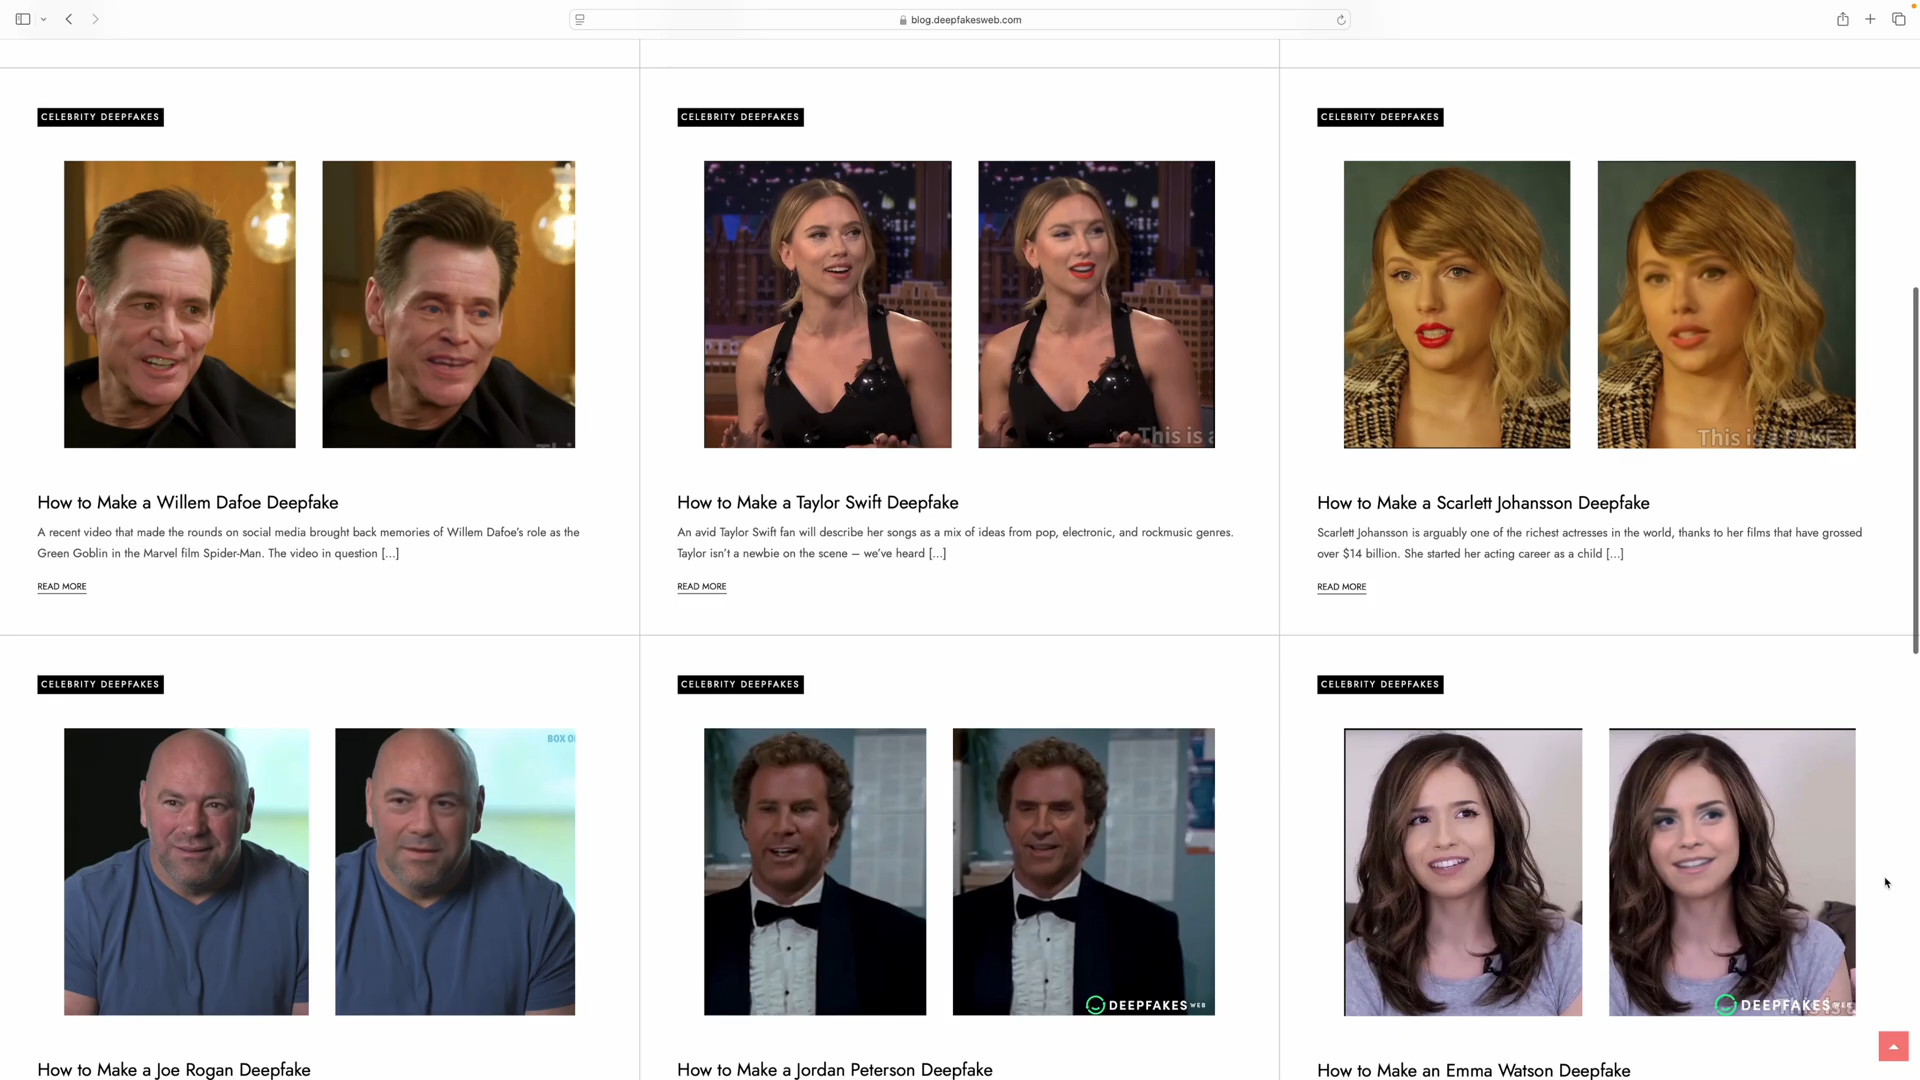 blog.deepfakesweb.com
CELEBRITY DEEPFAKES
CELEBRITY DEEPFAKES
CELEBRITY DEEPFAKES
Thi
This is a
This is a FAKE v
How to Make a Willem Dafoe Deepfake
A recent video that made the rounds on social media brought back memories of Willem Dafoe's role as the
Green Goblin in the Marvel film Spider-Man. The video in question [...]
READ MORE
How to Make a Taylor Swift Deepfake
An avid Taylor Swift fan will describe her songs as a mix of ideas from pop, electronic, and rockmusic genres.
Taylor isn't a newbie on the scene – we've heard [...]
READ MORE
How to Make a Scarlett Johansson Deepfake
Scarlett Johansson is arguably one of the richest actresses in the world, thanks to her films that have grossed
over $14 billion. She started her acting career as a child [...]
READ MORE
CELEBRITY DEEPFAKES
CELEBRITY DEEPFAKES
CELEBRITY DEEPFAKES
BOX O
DEEPFAKES WEB
DEEPFAKES
How to Make a Joe Rogan Deepfake
How to Make a Jordan Peterson Deepfake
How to Make an Emma Watson Deepfake